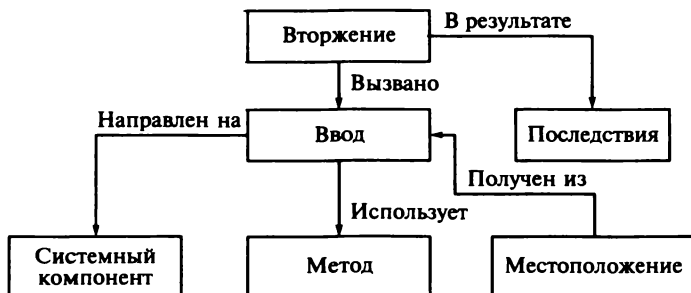 Вторжение
В результате
Вызвано
Направлен на
Ввод
Последствия
Получен из
Использует
Системный
компонент
Метод
Местоположение